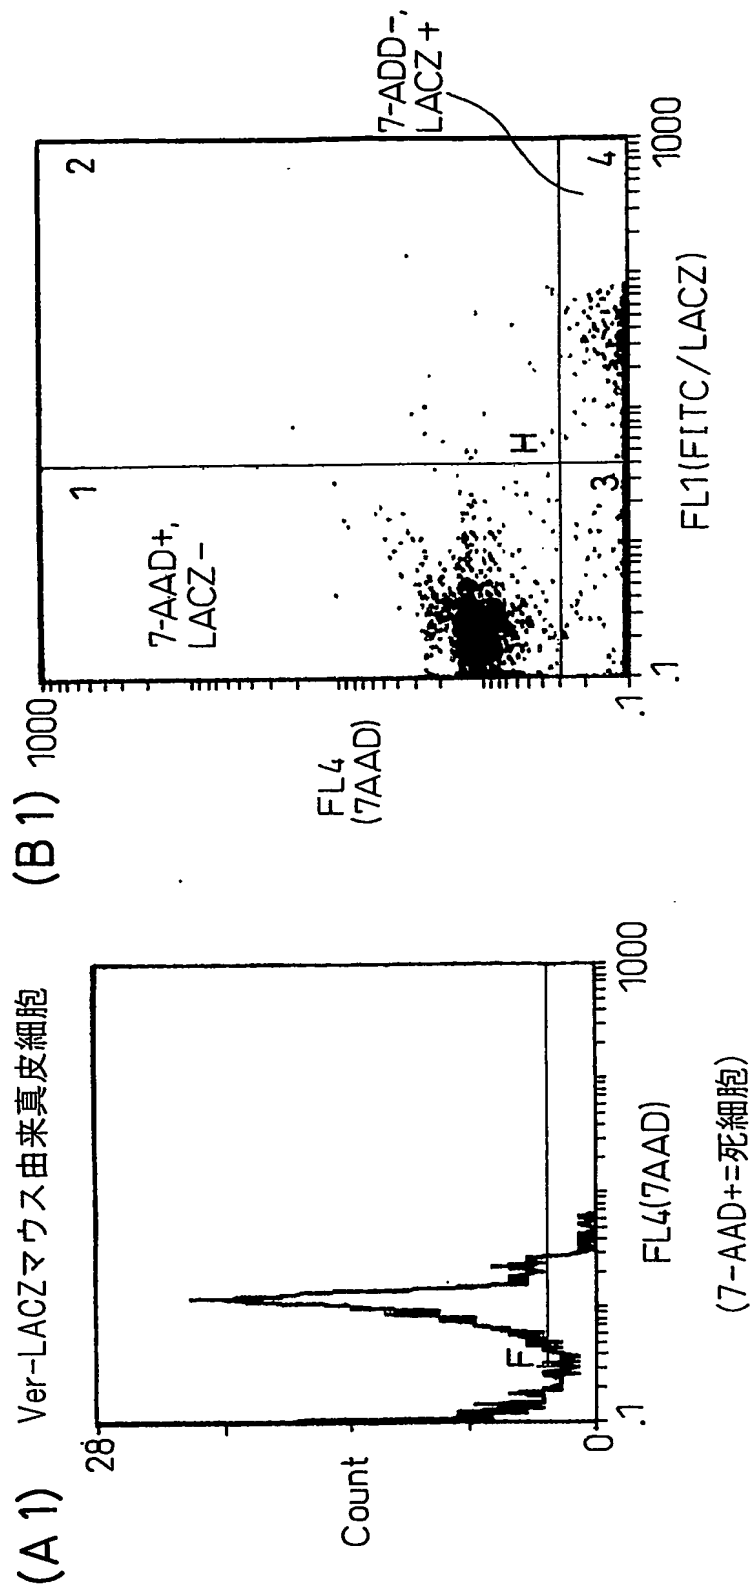 (A1) Ver-LACZマウス由来真皮細胞
28
Count
0
.1
1000
F
FL4(7AAD)
(7-AAD+=死細胞)
(B1)
1000
FL4
(7AAD)
.1
.1
1000
1
2
3
4
H
7-AAD+,
LACZ-
7-ADD-,
LACZ+
FL1(FITC/LACZ)